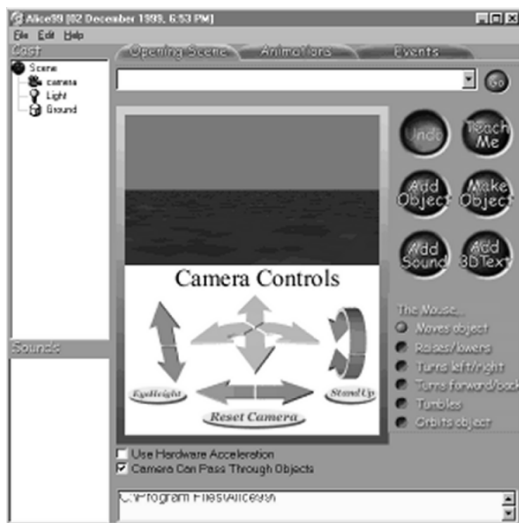 Alice99 [02 December 1999, 6:53 PM]
File Edit Help
Cast
Opening Scene
Animations
Events
Scene
camera
Light
Ground
Go
Undo
Teach Me
Add Object
Make Object
Add Sound
Add 3DText
Camera Controls
EyeHeight
StandUp
Reset Camera
The Mouse...
Moves object
Raises/lowers
Turns left/right
Turns forward/back
Tumbles
Orbits object
Sounds
Use Hardware Acceleration
Camera Can Pass Through Objects
C:\Program Files\Alice99\